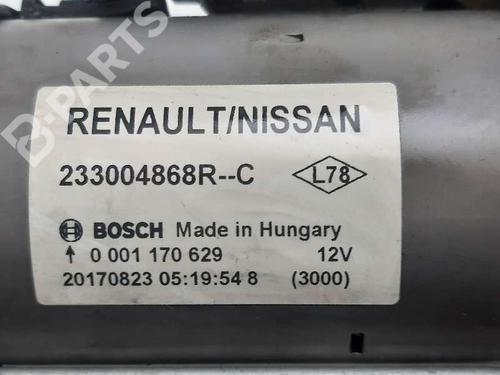 B-PARTS
RENAULT/NISSAN
233004868R--C L78
BOSCH Made in Hungary
0 001 170 629 12V
20170823 05:19:54 8 (3000)